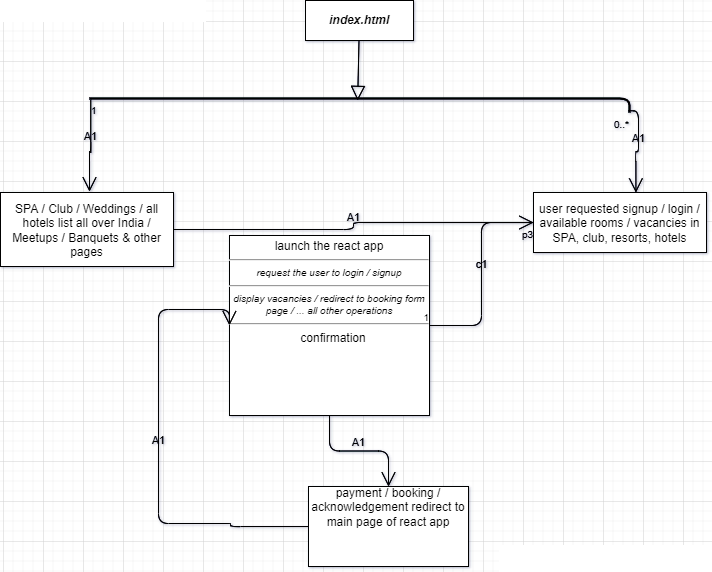 index.html
1
A1
0..*
A1
SPA / Club / Weddings / all
hotels list all over India /
Meetups / Banquets & other
pages
user requested signup / login /
available rooms / vacancies in
SPA, club, resorts, hotels
A1
p3
launch the react app
request the user to login / signup
c1
display vacancies / redirect to booking form
page / ... all other operations
1
confirmation
A1
A1
payment / booking /
acknowledgement redirect to
main page of react app